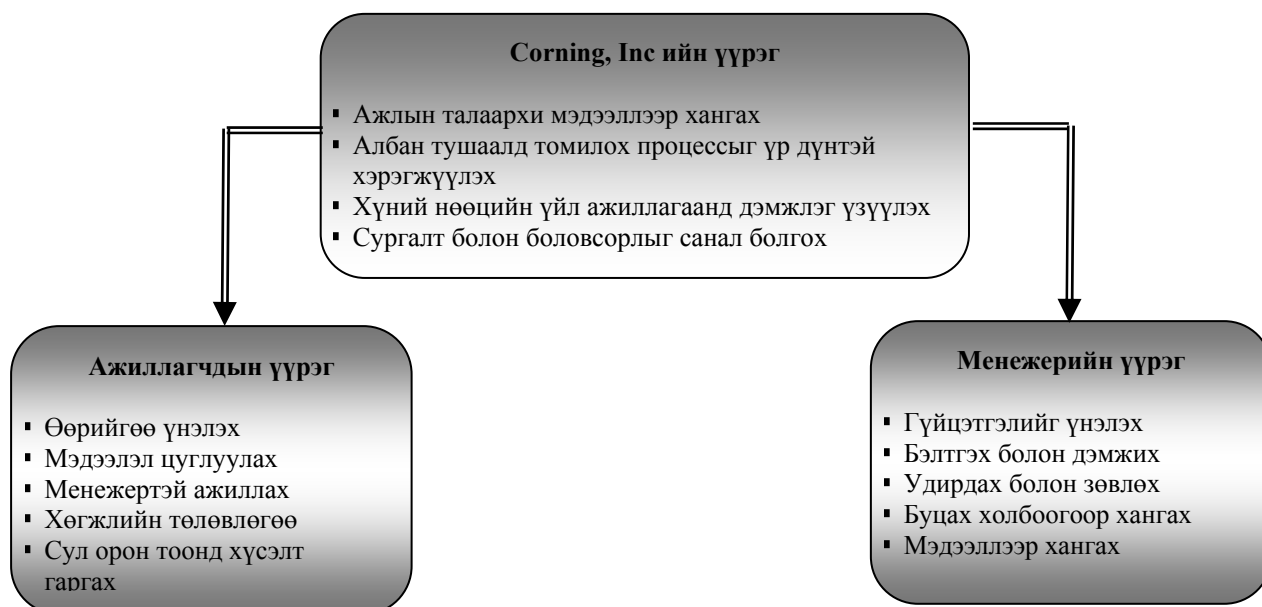 Corning, Inc ийн үүрэг
▪ Ажлын талаархи мэдээллээр хангах
▪ Албан тушаалд томилох процессыг үр дүнтэй
хэрэгжүүлэх
▪ Хүний нөөцийн үйл ажиллагаанд дэмжлэг үзүүлэх
▪ Сургалт болон боловсорлыг санал болгох
Ажиллагчдын үүрэг
▪ Өөрийгөө үнэлэх
▪ Мэдээлэл цуглуулах
▪ Менежертэй ажиллах
▪ Хөгжлийн төлөвлөгөө
▪ Сул орон тоонд хүсэлт
гаргах
Менежерийн үүрэг
▪ Гүйцэтгэлийг үнэлэх
▪ Бэлтгэх болон дэмжих
▪ Удирдах болон зөвлөх
▪ Буцах холбоогоор хангах
▪ Мэдээллээр хангах